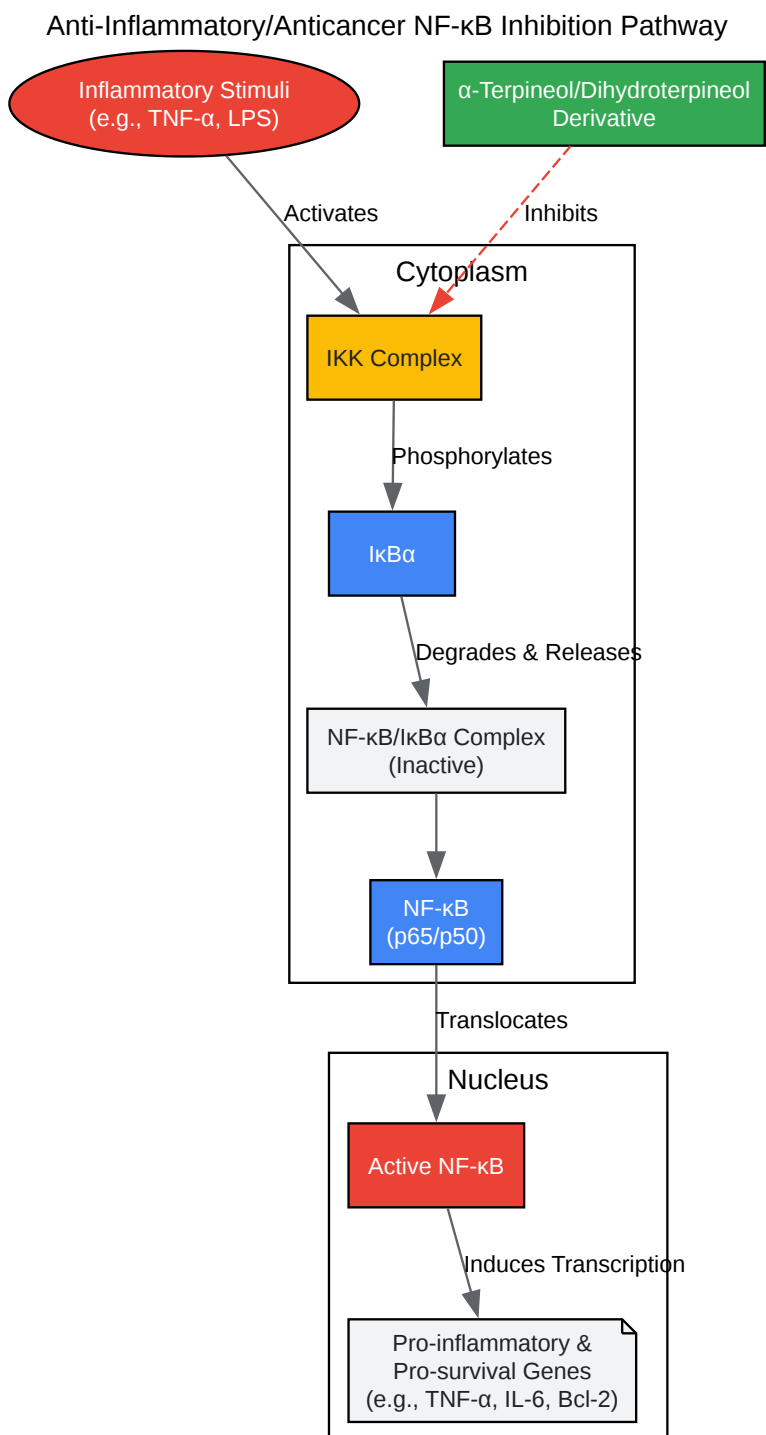 Anti-Inflammatory/Anticancer NF-κB Inhibition Pathway
Inflammatory Stimuli
(e.g., TNF-α, LPS)
α-Terpineol/Dihydroterpineol
Derivative
Activates
Inhibits
Cytoplasm
IKK Complex
Phosphorylates
IκBα
Degrades & Releases
NF-κB/IκBα Complex
(Inactive)
NF-κB
(p65/p50)
Translocates
Nucleus
Active NF-κB
Induces Transcription
Pro-inflammatory &
Pro-survival Genes
(e.g., TNF-α, IL-6, Bcl-2)